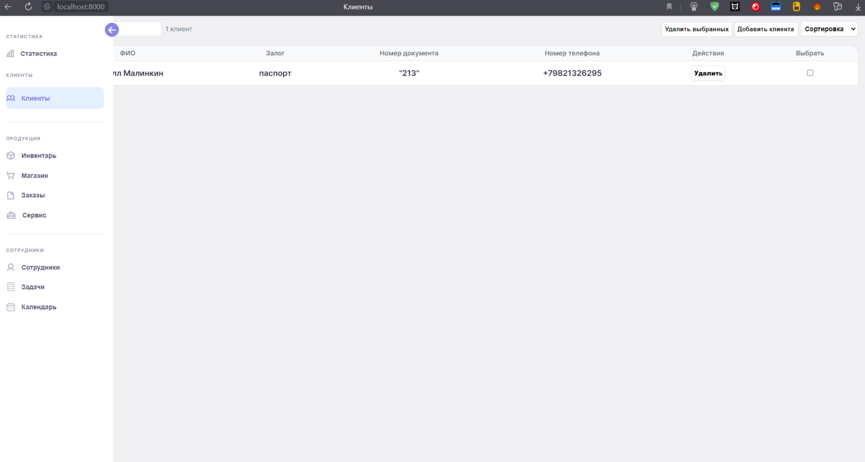 localhost:8000
Клиенты
СТАТИСТИКА
Статистика
КЛИЕНТЫ
Клиенты
ПРОДУКЦИЯ
Инвентарь
Магазин
Заказы
Сервис
СОТРУДНИКИ
Сотрудники
Задачи
Календарь
1 клиент
Удалить выбранных
Добавить клиента
Сортировка
ФИО
Залог
Номер документа
Номер телефона
Действия
Выбрать
лл Малинкин
паспорт
"213"
+79821326295
Удалить